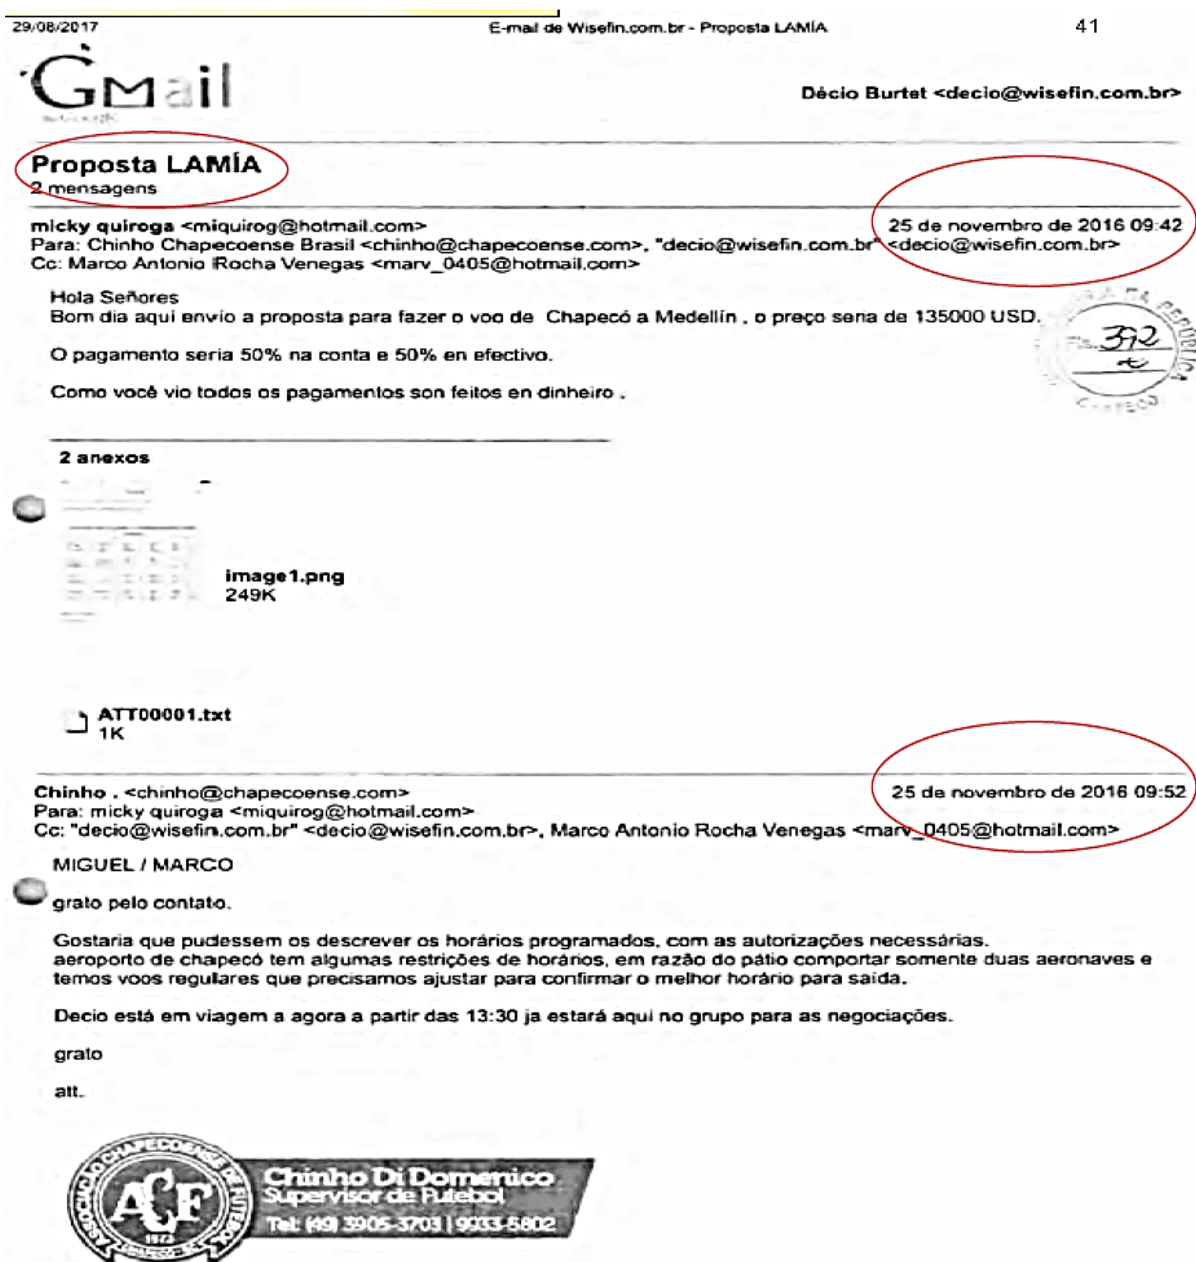 29/08/2017 E-mail de Wisefin.com.br - Proposta LAMÍA 41
GMail
Décio Burtet <decio@wisefin.com.br>
Proposta LAMÍA
2 mensagens
micky quiroga <miquirog@hotmail.com> 25 de novembro de 2016 09:42
Para: Chinho Chapecoense Brasil <chinho@chapecoense.com>, "decio@wisefin.com.br" <decio@wisefin.com.br>
Cc: Marco Antonio Rocha Venegas <marv_0405@hotmail.com>
Hola Señores
Bom dia aqui envio a proposta para fazer o voo de Chapecó a Medellín , o preço seria de 135000 USD.
O pagamento seria 50% na conta e 50% en efectivo.
Como você vio todos os pagamentos son feitos en dinheiro .
DA REPÚBLICA
Fls. 392
CHAPECÓ
2 anexos
image1.png
249K
ATT00001.txt
1K
Chinho . <chinho@chapecoense.com> 25 de novembro de 2016 09:52
Para: micky quiroga <miquirog@hotmail.com>
Cc: "decio@wisefin.com.br" <decio@wisefin.com.br>, Marco Antonio Rocha Venegas <marv_0405@hotmail.com>
MIGUEL / MARCO
grato pelo contato.
Gostaria que pudessem os descrever os horários programados, com as autorizações necessárias.
aeroporto de chapecó tem algumas restrições de horários, em razão do pátio comportar somente duas aeronaves e
temos voos regulares que precisamos ajustar para confirmar o melhor horário para saída.
Decio está em viagem a agora a partir das 13:30 ja estará aqui no grupo para as negociações.
grato
att.
ASSOCIAÇÃO CHAPECOENSE DE FUTEBOL
ACF
1973
CHAPECÓ - SC
Chinho Di Domenico
Supervisor de Futebol
Tel: (49) 3905-3703 | 9933-5802